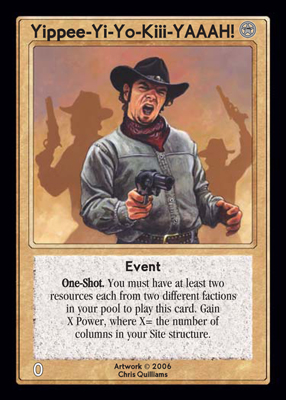 Yippee-Yi-Yo-Kiii-YAAAH!
Event
One-Shot. You must have at least two
resources each from two different factions
in your pool to play this card. Gain
X Power, where X= the number of
columns in your Site structure.
0
Artwork © 2006
Chris Quilliams